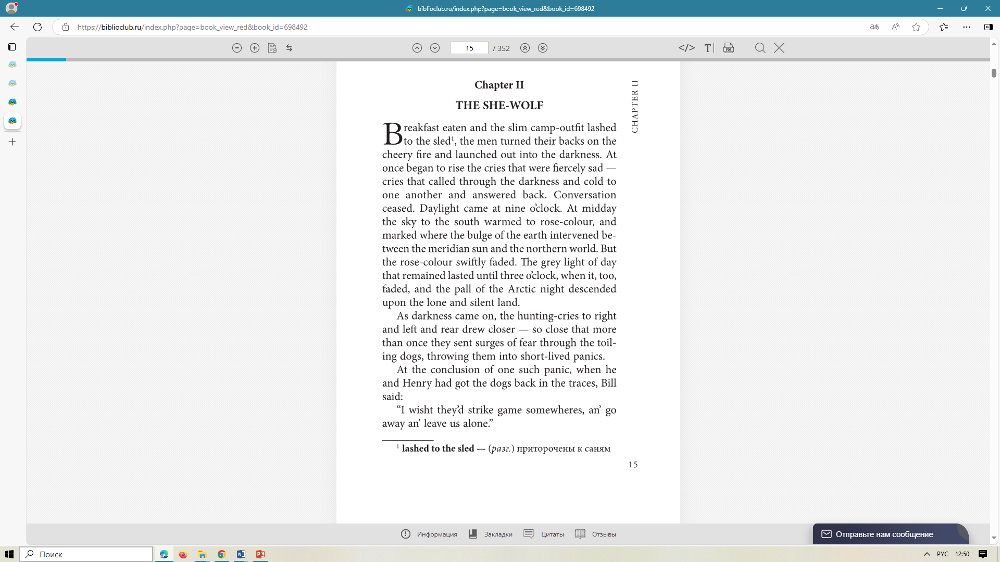 biblioclub.ru/index.php?page=book_view_red&book_id=698492
https://biblioclub.ru/index.php?page=book_view_red&book_id=698492
15 / 352
Chapter II
CHAPTER II
THE SHE-WOLF
Breakfast eaten and the slim camp-outfit lashed
to the sled¹, the men turned their backs on the
cheery fire and launched out into the darkness. At
once began to rise the cries that were fiercely sad —
cries that called through the darkness and cold to
one another and answered back. Conversation
ceased. Daylight came at nine o’clock. At midday
the sky to the south warmed to rose-colour, and
marked where the bulge of the earth intervened be-
tween the meridian sun and the northern world. But
the rose-colour swiftly faded. The grey light of day
that remained lasted until three o’clock, when it, too,
faded, and the pall of the Arctic night descended
upon the lone and silent land.
As darkness came on, the hunting-cries to right
and left and rear drew closer — so close that more
than once they sent surges of fear through the toil-
ing dogs, throwing them into short-lived panics.
At the conclusion of one such panic, when he
and Henry had got the dogs back in the traces, Bill
said:
“I wisht they’d strike game somewheres, an’ go
away an’ leave us alone.”
¹ lashed to the sled — (разг.) приторочены к саням
15
Информация Закладки Цитаты Отзывы
Отправьте нам сообщение
Поиск
РУС 12:50